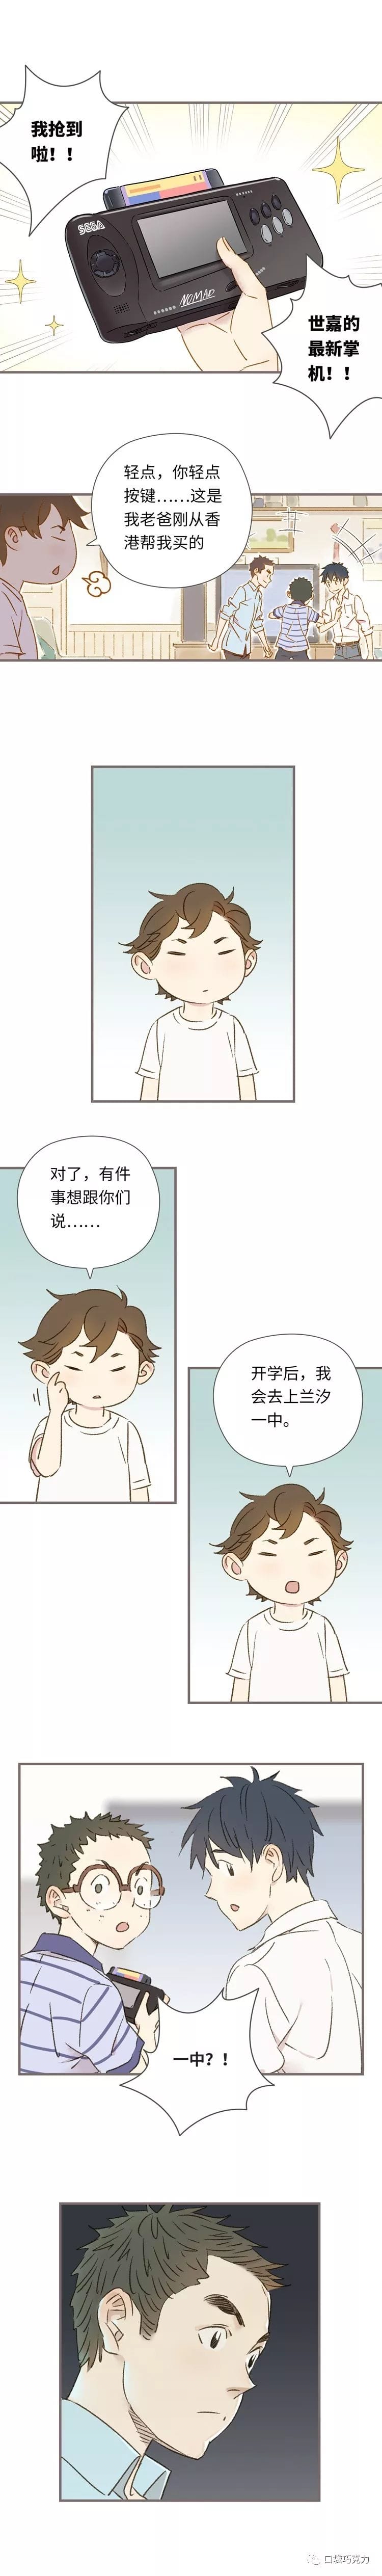 我抢到
啦！！
SEGA
NOMAD
世嘉的
最新掌
机！！
轻点，你轻点
按键……这是
我老爸刚从香
港帮我买的
对了，有件
事想跟你们
说……
开学后，我
会去上兰汐
一中。
一中？！
口袋巧克力